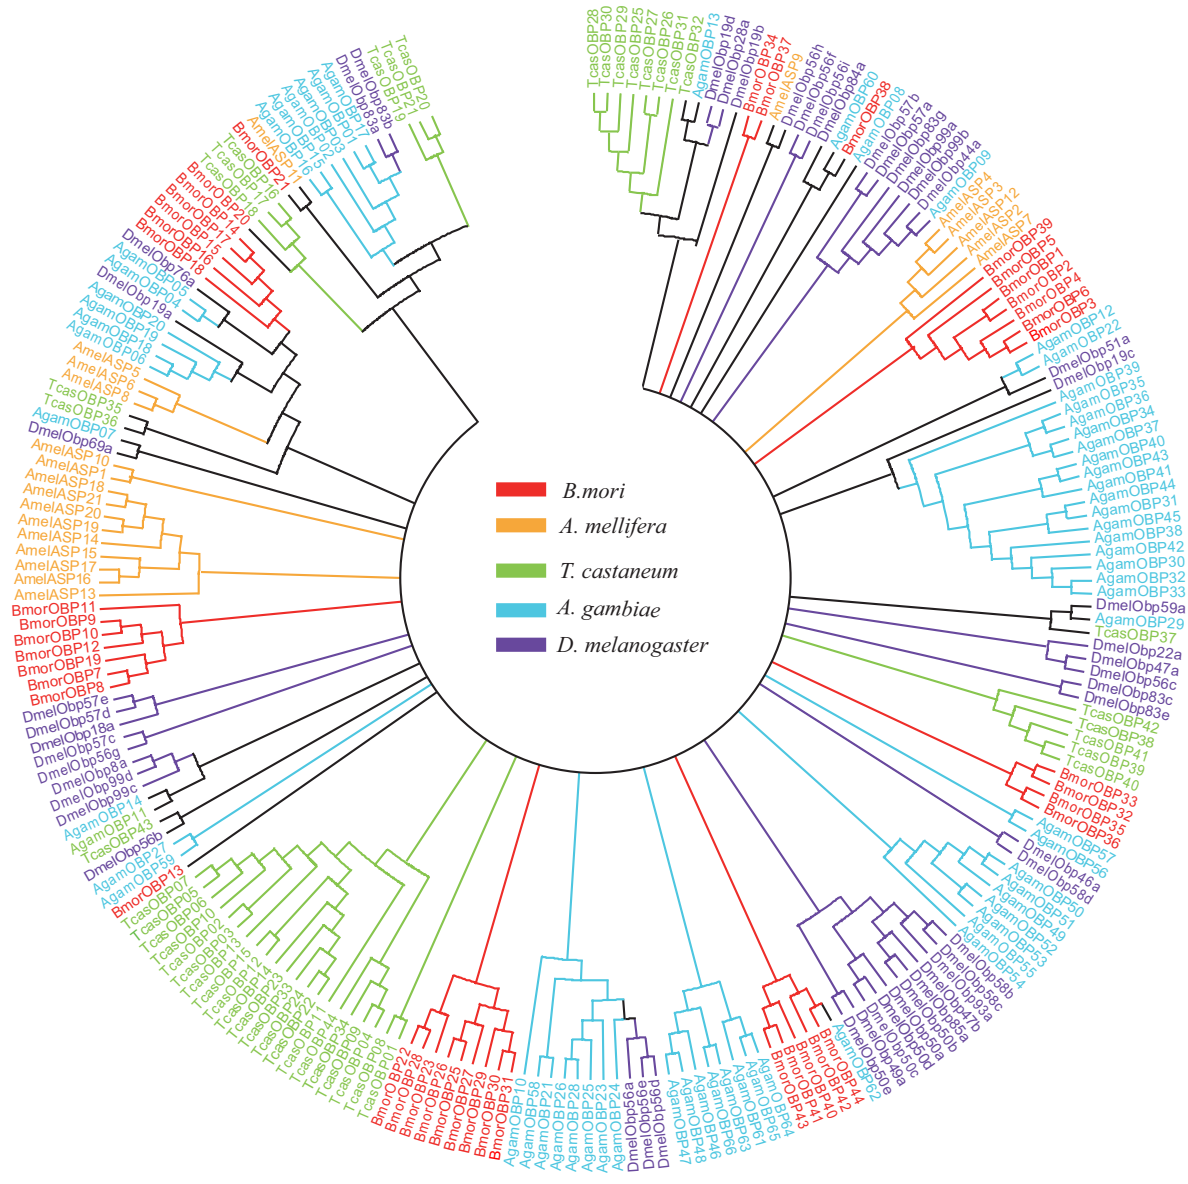 TcasOBP28
TcasOBP30
TcasOBP29
TcasOBP25
TcasOBP27
TcasOBP26
TcasOBP31
TcasOBP32
AgamOBP13
DmelObp19d
DmelObp28a
DmelObp19b
BmorOBP34
BmorOBP37
AmelASP9
DmelObp56h
DmelObp56f
DmelObp56i
DmelObp84a
AgamOBP60
BmorOBP38
AgamOBP08
DmelObp57b
DmelObp57a
DmelObp83g
DmelObp99a
DmelObp99b
DmelObp44a
AgamOBP09
AmelASP4
AmelASP3
AmelASP12
AmelASP2
AmelASP7
BmorOBP39
BmorOBP5
BmorOBP1
BmorOBP2
BmorOBP4
BmorOBP6
BmorOBP3
AgamOBP12
AgamOBP22
DmelObp51a
DmelObp19c
AgamOBP39
AgamOBP35
AgamOBP36
AgamOBP34
AgamOBP37
AgamOBP40
AgamOBP43
AgamOBP41
AgamOBP44
AgamOBP31
AgamOBP45
AgamOBP38
AgamOBP42
AgamOBP30
AgamOBP32
AgamOBP33
DmelObp59a
AgamOBP29
TcasOBP37
DmelObp22a
DmelObp47a
DmelObp56c
DmelObp83c
DmelObp83e
TcasOBP42
TcasOBP38
TcasOBP41
TcasOBP39
TcasOBP40
BmorOBP33
BmorOBP32
BmorOBP35
BmorOBP36
AgamOBP57
AgamOBP56
DmelObp46a
DmelObp58d
AgamOBP50
AgamOBP51
AgamOBP49
AgamOBP52
AgamOBP53
AgamOBP55
AgamOBP54
DmelObp58b
DmelObp58c
DmelObp93a
DmelObp47b
DmelObp85a
DmelObp50b
DmelObp50a
DmelObp50d
DmelObp50c
DmelObp49a
DmelObp50e
AgamOBP62
BmorOBP44
BmorOBP42
BmorOBP40
BmorOBP41
BmorOBP43
AgamOBP64
AgamOBP65
AgamOBP61
AgamOBP63
AgamOBP66
AgamOBP46
AgamOBP48
AgamOBP47
DmelObp56d
DmelObp56e
DmelObp56a
AgamOBP24
AgamOBP23
AgamOBP25
AgamOBP28
AgamOBP26
AgamOBP21
AgamOBP58
AgamOBP10
BmorOBP31
BmorOBP30
BmorOBP29
BmorOBP27
BmorOBP25
BmorOBP26
BmorOBP23
BmorOBP28
BmorOBP22
TcasOBP01
TcasOBP08
TcasOBP04
TcasOBP09
TcasOBP34
TcasOBP44
TcasOBP11
TcasOBP22
TcasOBP24
TcasOBP33
TcasOBP23
TcasOBP14
TcasOBP12
TcasOBP15
TcasOBP13
TcasOBP03
TcasOBP02
TcasOBP10
TcasOBP06
TcasOBP05
TcasOBP07
BmorOBP13
AgamOBP59
AgamOBP27
DmelObp56b
TcasOBP43
AgamOBP11
AgamOBP14
DmelObp99c
DmelObp99d
DmelObp8a
DmelObp56g
DmelObp57c
DmelObp18a
DmelObp57d
DmelObp57e
BmorOBP8
BmorOBP7
BmorOBP19
BmorOBP12
BmorOBP10
BmorOBP9
BmorOBP11
AmelASP13
AmelASP16
AmelASP17
AmelASP15
AmelASP14
AmelASP19
AmelASP20
AmelASP21
AmelASP18
AmelASP1
AmelASP10
DmelObp69a
AgamOBP07
TcasOBP36
TcasOBP35
AmelASP8
AmelASP6
AmelASP5
AgamOBP06
AgamOBP18
AgamOBP19
AgamOBP20
DmelObp19a
AgamOBP04
AgamOBP05
DmelObp76a
BmorOBP18
BmorOBP16
BmorOBP15
BmorOBP17
BmorOBP14
BmorOBP20
TcasOBP18
TcasOBP17
TcasOBP16
BmorOBP21
AmelASP11
AgamOBP16
AgamOBP15
AgamOBP02
AgamOBP03
AgamOBP01
AgamOBP17
DmelObp83a
DmelObp83b
TcasOBP19
TcasOBP21
TcasOBP20
B.mori
A. mellifera
T. castaneum
A. gambiae
D. melanogaster